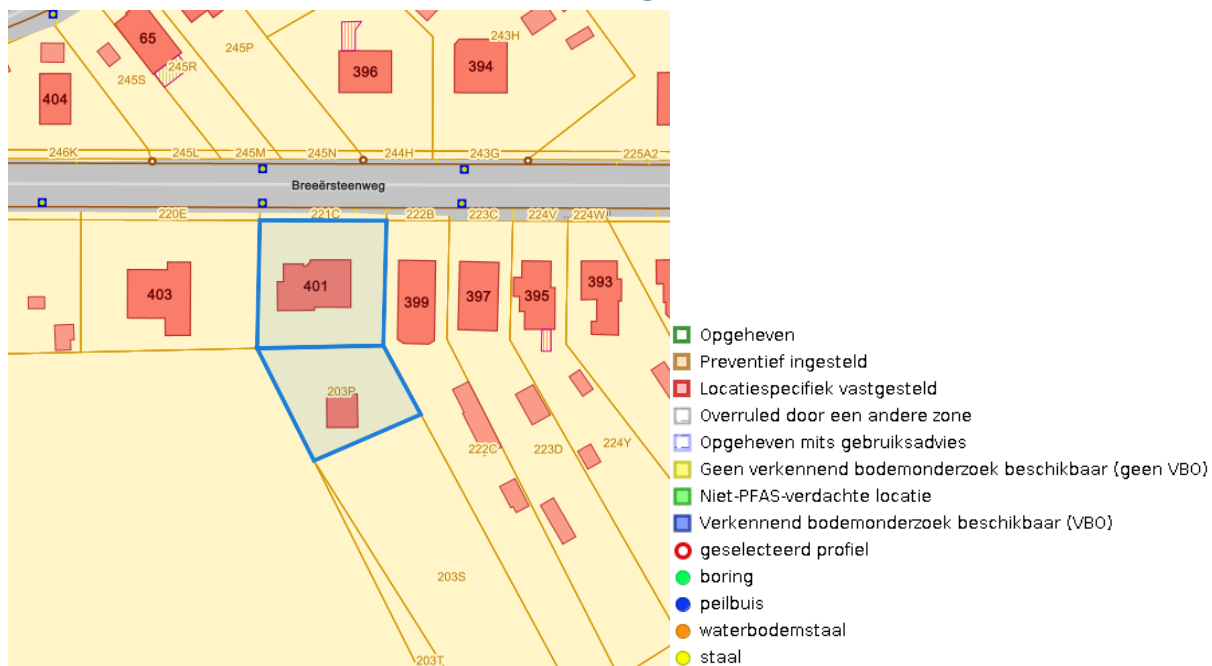 65
245P
243H
245R
245S
396
394
404
246K
245L
245M
245N
244H
243G
225A2
Breeërsteenweg
220E
221C
222B
223C
224V
224W
403
401
399
397
395
393
203P
222C
223D
224Y
203S
203T
Opgeheven
Preventief ingesteld
Locatiespecifiek vastgesteld
Overruled door een andere zone
Opgeheven mits gebruiksadvies
Geen verkennend bodemonderzoek beschikbaar (geen VBO)
Niet-PFAS-verdachte locatie
Verkennend bodemonderzoek beschikbaar (VBO)
geselecteerd profiel
boring
peilbuis
waterbodemstaal
staal